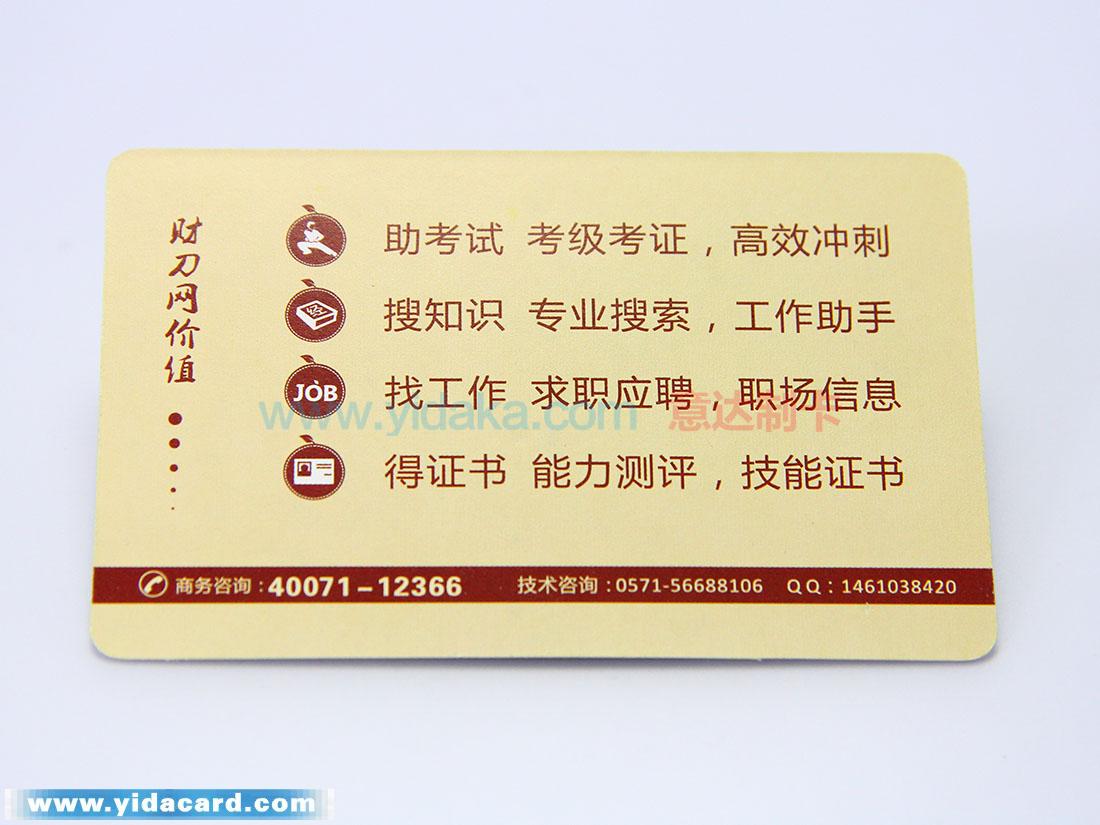 财刀网价值
助考试 考级考证，高效冲刺
搜知识 专业搜索，工作助手
JOB
找工作 求职应聘，职场信息
www.yidaka.com 意达制卡
得证书 能力测评，技能证书
商务咨询：40071-12366 技术咨询：0571-56688106 QQ：1461038420
www.yidacard.com